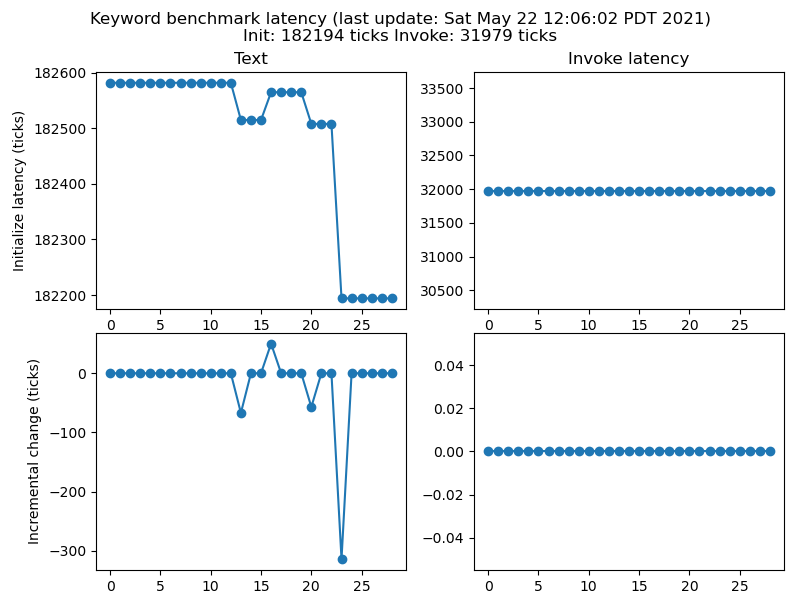 Keyword benchmark latency (last update: Sat May 22 12:06:02 PDT 2021)
Init: 182194 ticks Invoke: 31979 ticks
Text
Invoke latency
Initialize latency (ticks)
182600
182500
182400
182300
182200
0 5 10 15 20 25
33500
33000
32500
32000
31500
31000
30500
0 5 10 15 20 25
Incremental change (ticks)
0
−100
−200
−300
0 5 10 15 20 25
0.04
0.02
0.00
−0.02
−0.04
0 5 10 15 20 25